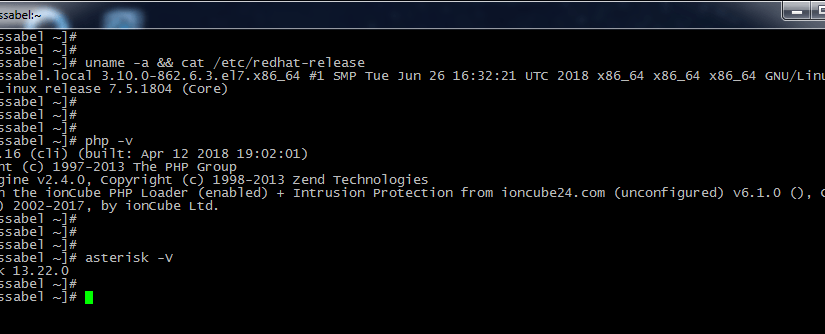 ssabel:~
ssabel ~]#
ssabel ~]#
ssabel ~]# uname -a && cat /etc/redhat-release
ssabel.local 3.10.0-862.6.3.el7.x86_64 #1 SMP Tue Jun 26 16:32:21 UTC 2018 x86_64 x86_64 x86_64 GNU/Linu
Linux release 7.5.1804 (Core)
ssabel ~]#
ssabel ~]#
ssabel ~]#
ssabel ~]# php -v
.16 (cli) (built: Apr 12 2018 19:02:01)
nt (c) 1997-2013 The PHP Group
gine v2.4.0, Copyright (c) 1998-2013 Zend Technologies
h the ionCube PHP Loader (enabled) + Intrusion Protection from ioncube24.com (unconfigured) v6.1.0 (), C
) 2002-2017, by ionCube Ltd.
ssabel ~]#
ssabel ~]#
ssabel ~]#
ssabel ~]# asterisk -V
k 13.22.0
ssabel ~]#
ssabel ~]#